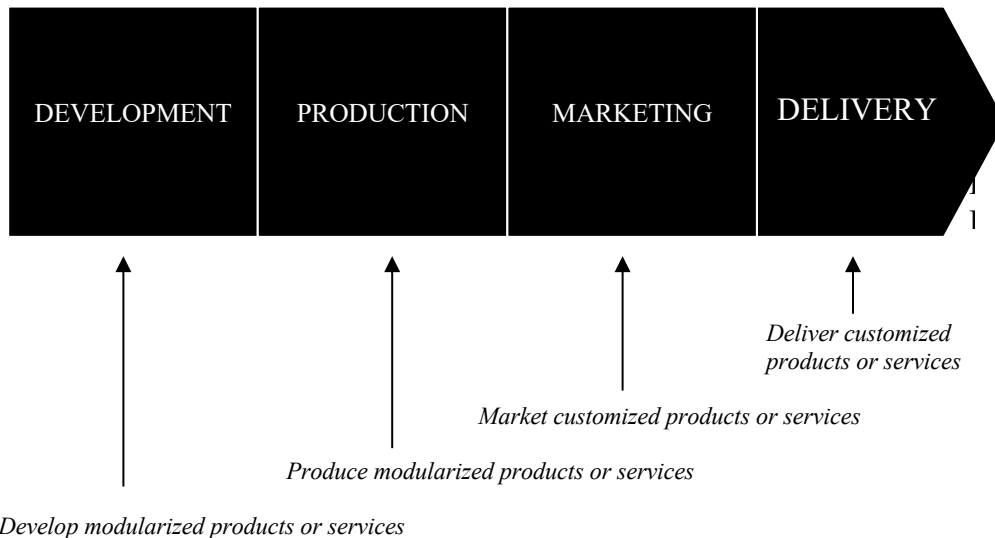 DEVELOPMENT
PRODUCTION
MARKETING
DELIVERY
Deliver customized
products or services
Market customized products or services
Produce modularized products or services
Develop modularized products or services